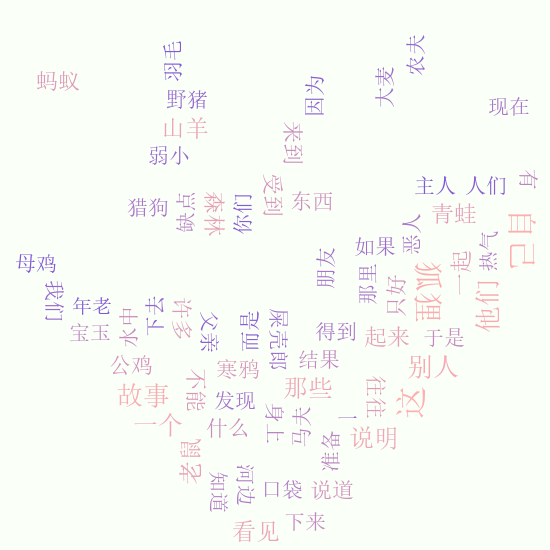 羽毛
农夫
蚂蚁
野猪
因为
大麦
现在
山羊
来到
弱小
受到
主人
人们
有
猎狗
缺点
森林
你们
东西
青蛙
恶人
自己
母鸡
朋友
如果
一起
热气
我们
年老
下去
许多
那里
只好
狐狸
他们
宝玉
水中
父亲
而是
屎壳郎
得到
起来
于是
公鸡
寒鸦
结果
别人
故事
不能
发现
那些
往往
这
一个
什么
身上
马夫
一
说明
老鼠
准备
知道
河边
口袋
说道
看见
下来